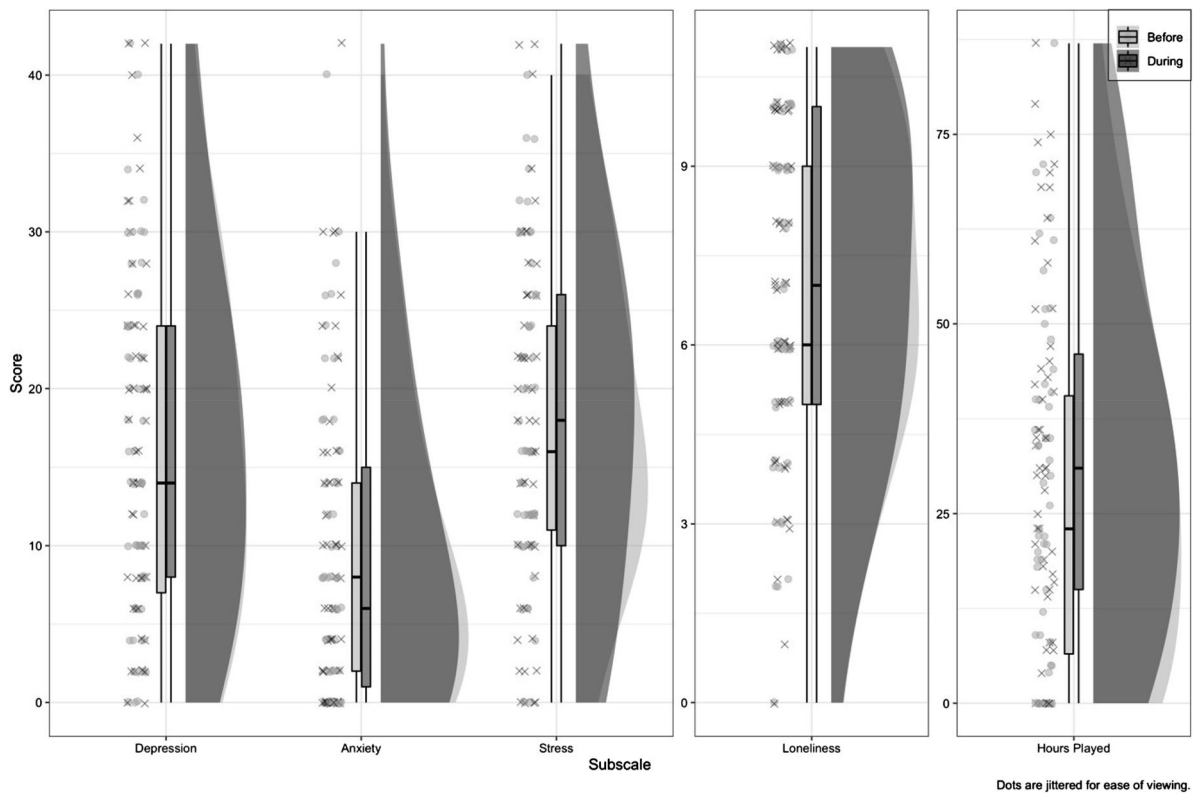 Before
During
Score
40
30
20
10
0
9
6
3
0
75
50
25
0
Depression
Anxiety
Stress
Loneliness
Hours Played
Subscale
Dots are jittered for ease of viewing.